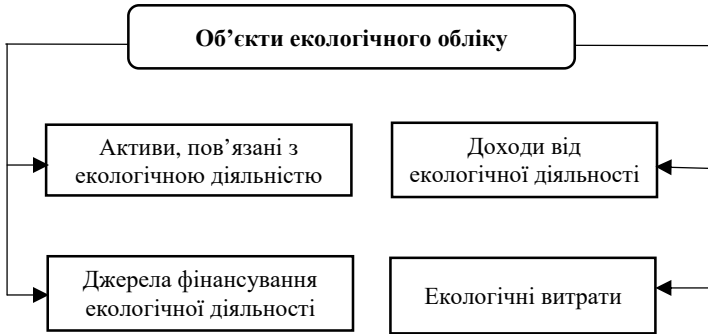 Об’єкти екологічного обліку
Активи, пов’язані з
екологічною діяльністю
Доходи від
екологічної діяльності
Джерела фінансування
екологічної діяльності
Екологічні витрати